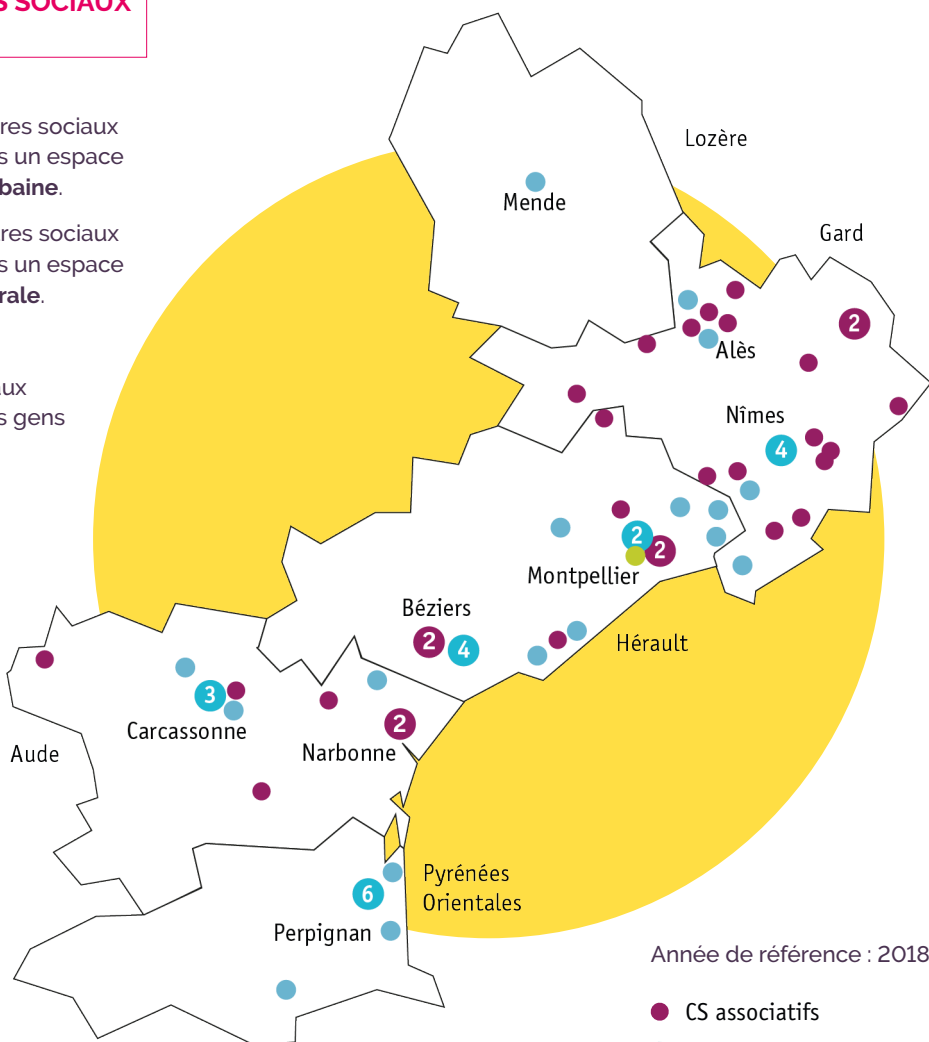 S SOCIAUX
res sociaux
s un espace
baine.
res sociaux
s un espace
rale.
aux
s gens
Lozère
Mende
Gard
2
Alès
Nîmes
4
2
2
Montpellier
Béziers
2
4
Hérault
3
Carcassonne
2
Narbonne
Aude
Pyrénées
Orientales
6
Perpignan
Année de référence : 2018
CS associatifs